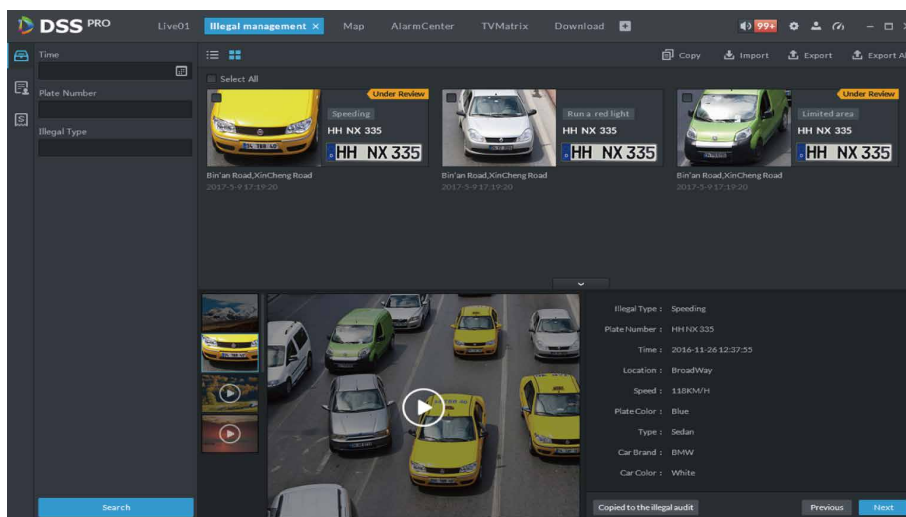 DSS PRO
Live01
Illegal management ×
Map
AlarmCenter
TVMatrix
Download
99+
Time
Plate Number
Illegal Type
Search
Copy
Import
Export
Export Al
Select All
Under Review
Speeding
HH NX 335
HH NX 335
Bin'an Road,XinCheng Road
2017-5-9 17:19:20
Run a red light
HH NX 335
HH NX 335
Bin'an Road,XinCheng Road
2017-5-9 17:19:20
Under Review
Limited area
HH NX 335
HH NX 335
Bin'an Road,XinCheng Road
2017-5-9 17:19:20
Illegal Type : Speeding
Plate Number : HH NX 335
Time : 2016-11-26 12:37:55
Location : BroadWay
Speed : 118KM/H
PlateColor : Blue
Type : Sedan
Car Brand : BMW
Car Color : White
Copied to the illegal audit
Previous
Next